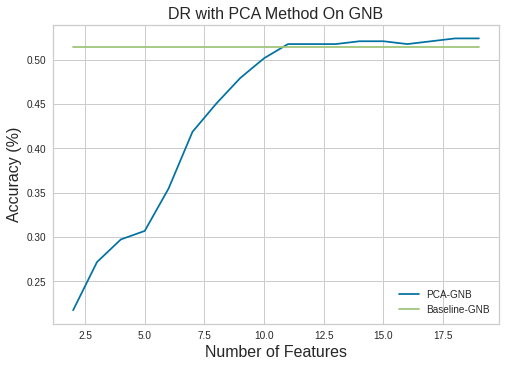 DR with PCA Method On GNB
Accuracy (%)
0.50
0.45
0.40
0.35
0.30
0.25
2.5
5.0
7.5
10.0
12.5
15.0
17.5
Number of Features
PCA-GNB
Baseline-GNB